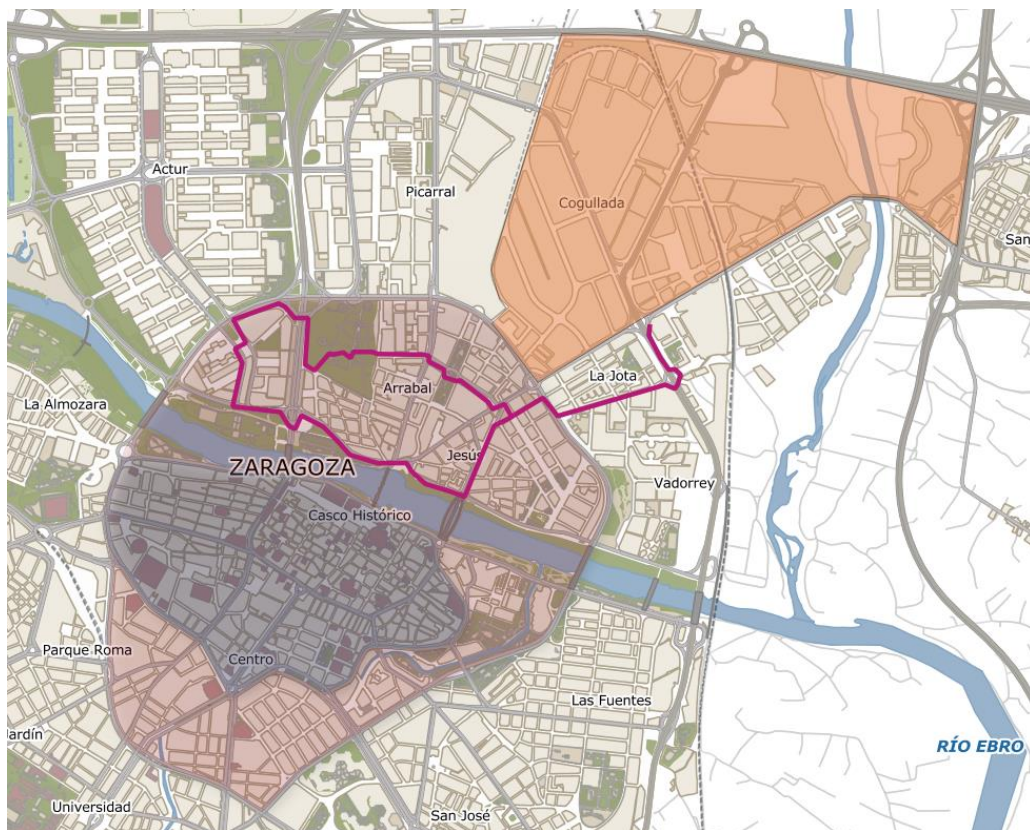 Actur
Picarral
Cogullada
San
La Jota
Arrabal
La Almozara
Jesús
ZARAGOZA
Vadorrey
Casco Histórico
Parque Roma
Centro
Las Fuentes
Jardín
RÍO EBRO
Universidad
San José